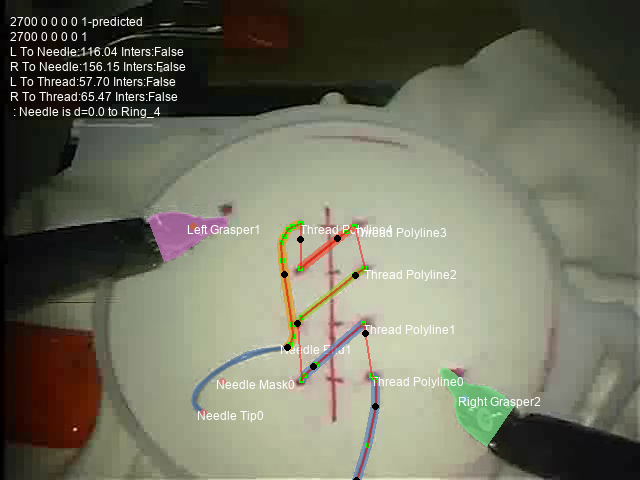 2700 0 0 0 0 1-predicted
2700 0 0 0 0 1
L To Needle:116.04 Inters:False
R To Needle:156.15 Inters:False
L To Thread:57.70 Inters:False
R To Thread:65.47 Inters:False
: Needle is d=0.0 to Ring_4
Left Grasper1
Thread Polyline4
Thread Polyline3
Thread Polyline2
Thread Polyline1
Needle End1
Needle Mask0
Thread Polyline0
Right Grasper2
Needle Tip0